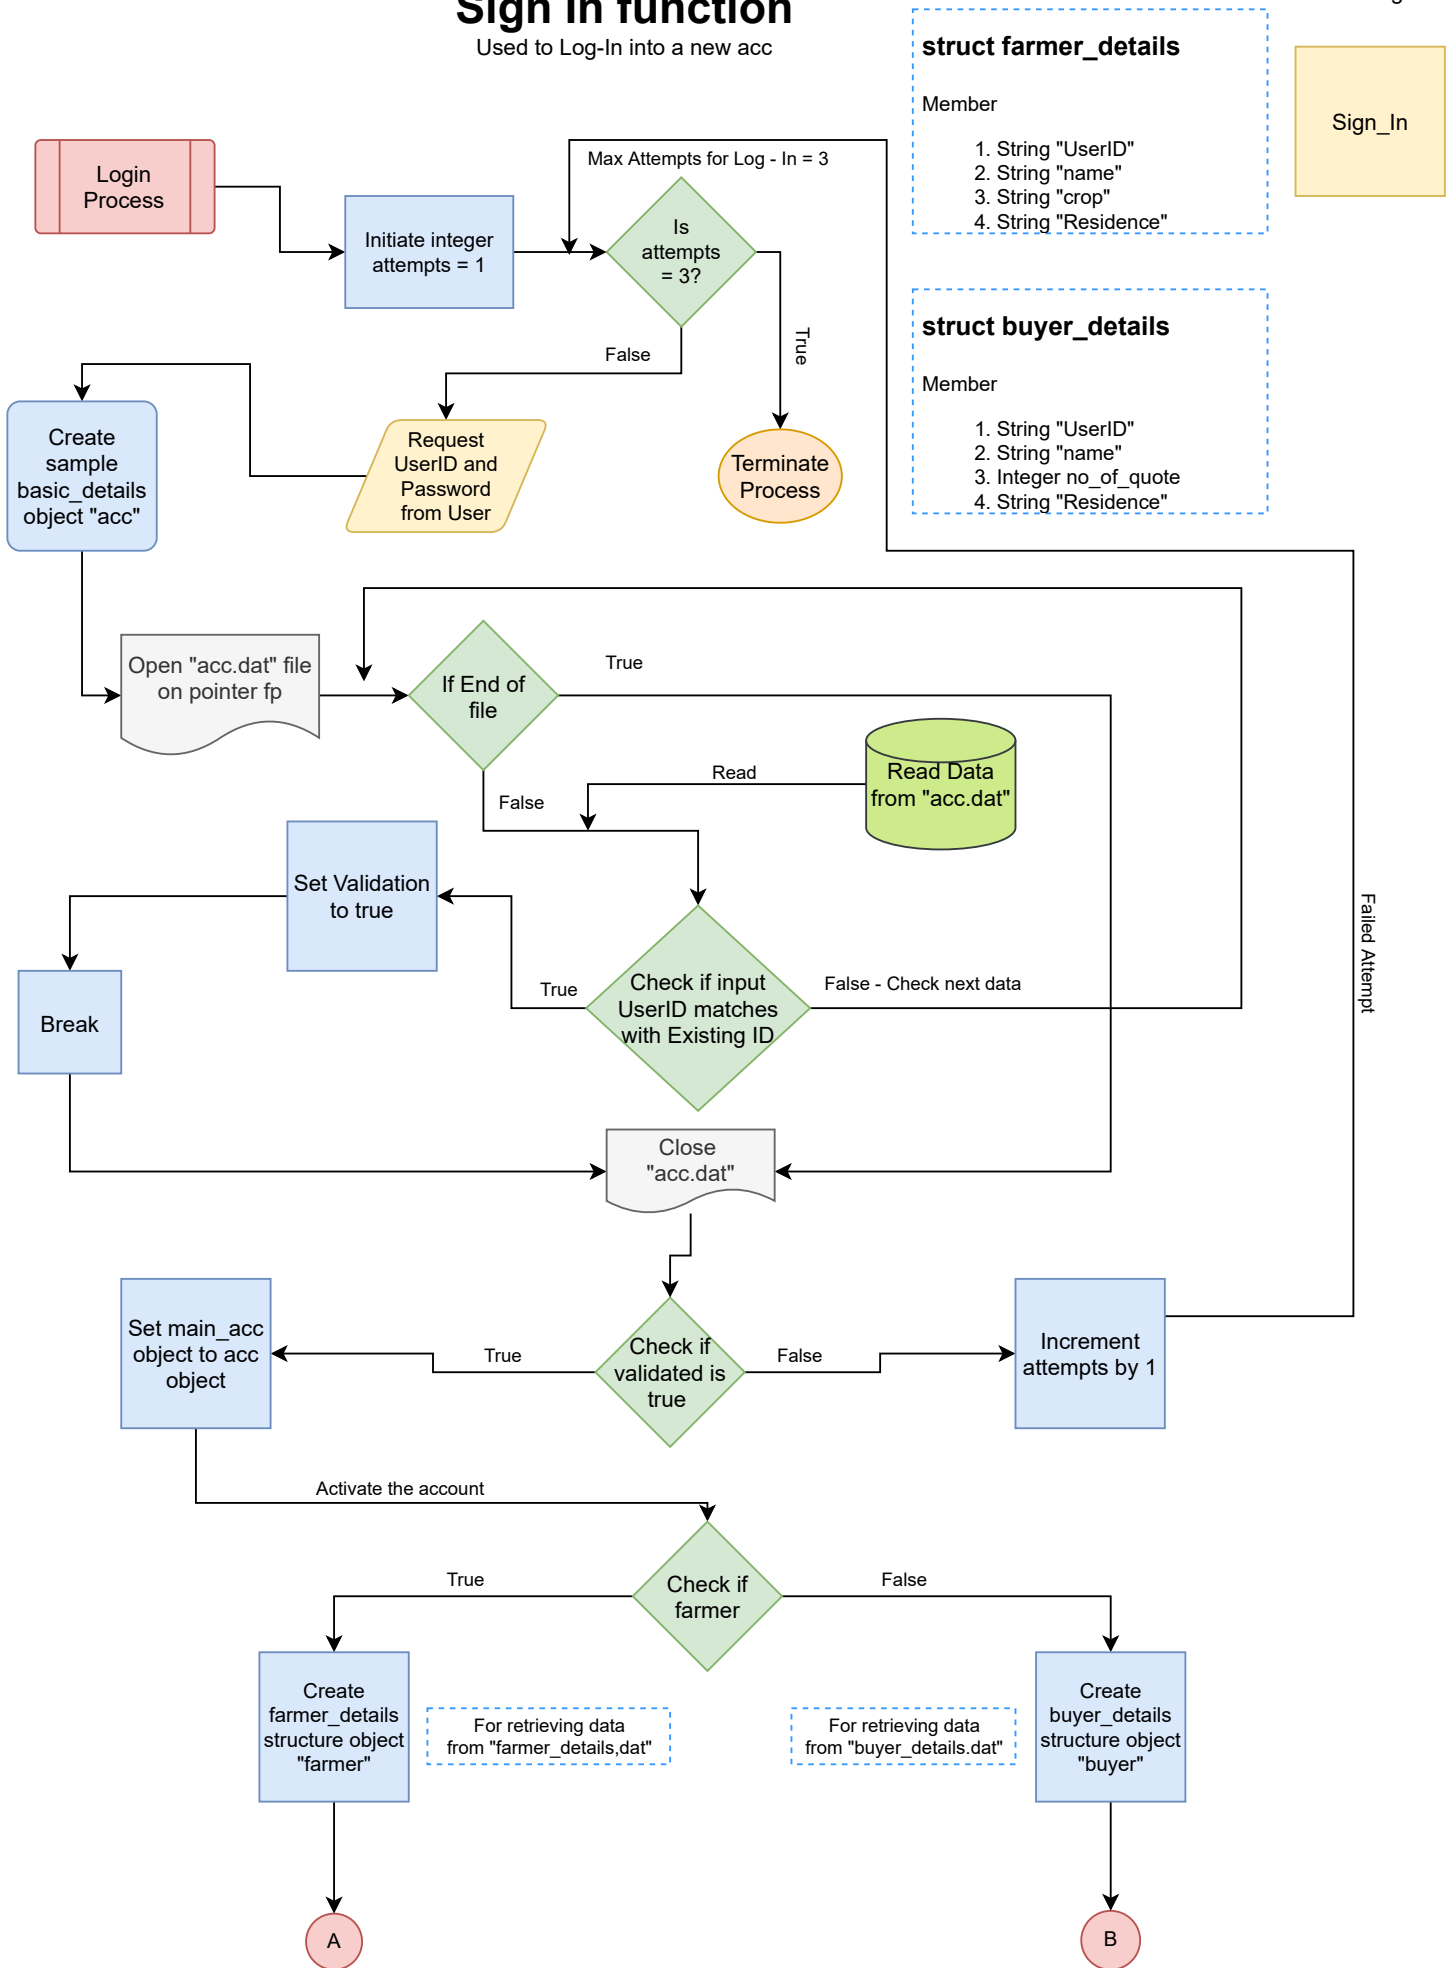 Sign In function
Used to Log-In into a new acc
struct farmer_details
Member
1. String "UserID"
2. String "name"
3. String "crop"
4. String "Residence"
Sign_In
Login
Process
Max Attempts for Log - In = 3
Initiate integer
attempts = 1
Is
attempts
= 3?
True
False
struct buyer_details
Member
1. String "UserID"
2. String "name"
3. Integer no_of_quote
4. String "Residence"
Create
sample
basic_details
object "acc"
Request
UserID and
Password
from User
Terminate
Process
Open "acc.dat" file
on pointer fp
If End of
file
True
Read
Read Data
from "acc.dat"
False
Set Validation
to true
Break
True
Check if input
UserID matches
with Existing ID
False - Check next data
Failed Attempt
Close
"acc.dat"
Set main_acc
object to acc
object
True
Check if
validated is
true
False
Increment
attempts by 1
Activate the account
Check if
farmer
True
False
Create
farmer_details
structure object
"farmer"
For retrieving data
from "farmer_details,dat"
For retrieving data
from "buyer_details.dat"
Create
buyer_details
structure object
"buyer"
A
B